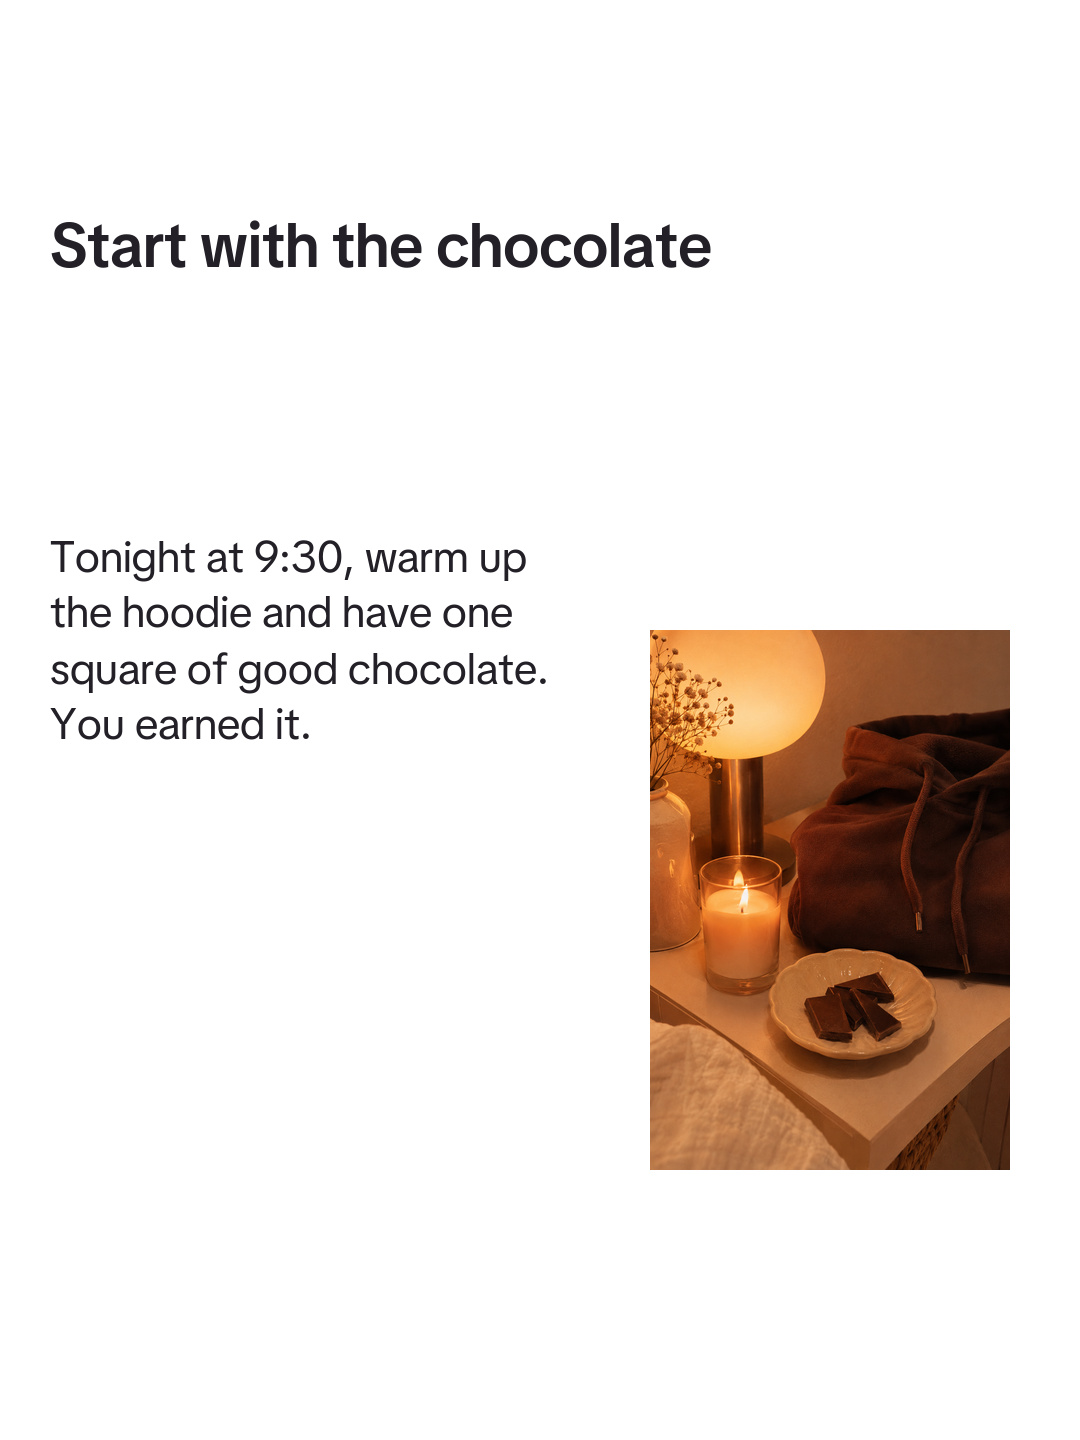 Start with the chocolate
Tonight at 9:30, warm up
the hoodie and have one
square of good chocolate.
You earned it.